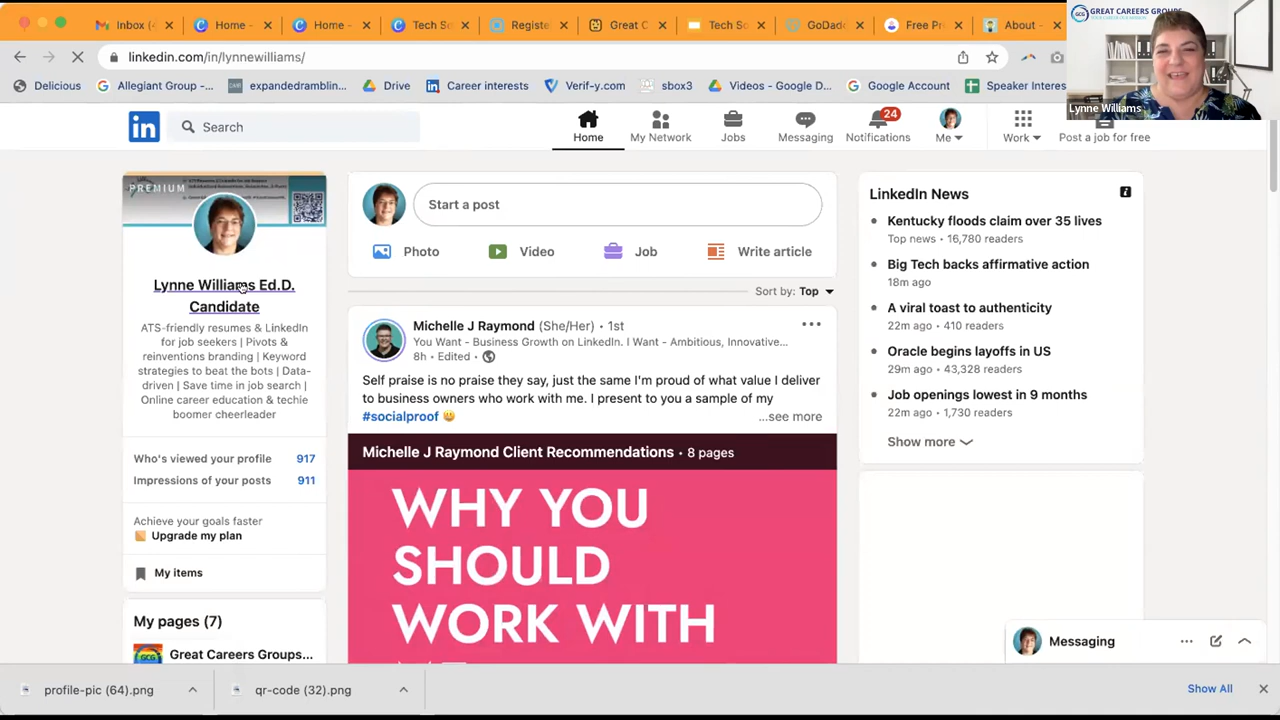 Inbox (
Home -
Home -
Tech So
Registe
Great C
Tech So
GoDadd
Free Pr
About -
GREAT CAREERS GROUPS
linkedin.com/in/lynnewilliams/
Delicious
Allegiant Group -...
expandedramblin...
Drive
Career interests
Verif-y.com
sbox3
Videos - Google D...
Google Account
Speaker Interes
Lynne Williams
in
Search
Home
My Network
Jobs
Messaging
24
Notifications
Me
Work
Post a job for free
PREMIUM
Lynne Williams Ed.D.
Candidate
ATS-friendly resumes & LinkedIn
for job seekers | Pivots &
reinventions branding | Keyword
strategies to beat the bots | Data-
driven | Save time in job search |
Online career education & techie
boomer cheerleader
Who's viewed your profile 917
Impressions of your posts 911
Achieve your goals faster
Upgrade my plan
My items
My pages (7)
GCG
Great Careers Groups...
Start a post
Photo
Video
Job
Write article
Sort by: Top
Michelle J Raymond (She/Her) • 1st
You Want - Business Growth on LinkedIn. I Want - Ambitious, Innovative...
8h • Edited •
Self praise is no praise they say, just the same I'm proud of what value I deliver
to business owners who work with me. I present to you a sample of my
#socialproof 😀 ...see more
Michelle J Raymond Client Recommendations • 8 pages
WHY YOU
SHOULD
WORK WITH
LinkedIn News
Kentucky floods claim over 35 lives
Top news • 16,780 readers
Big Tech backs affirmative action
18m ago
A viral toast to authenticity
22m ago • 410 readers
Oracle begins layoffs in US
29m ago • 43,328 readers
Job openings lowest in 9 months
22m ago • 1,730 readers
Show more
Messaging
profile-pic (64).png
qr-code (32).png
Show All